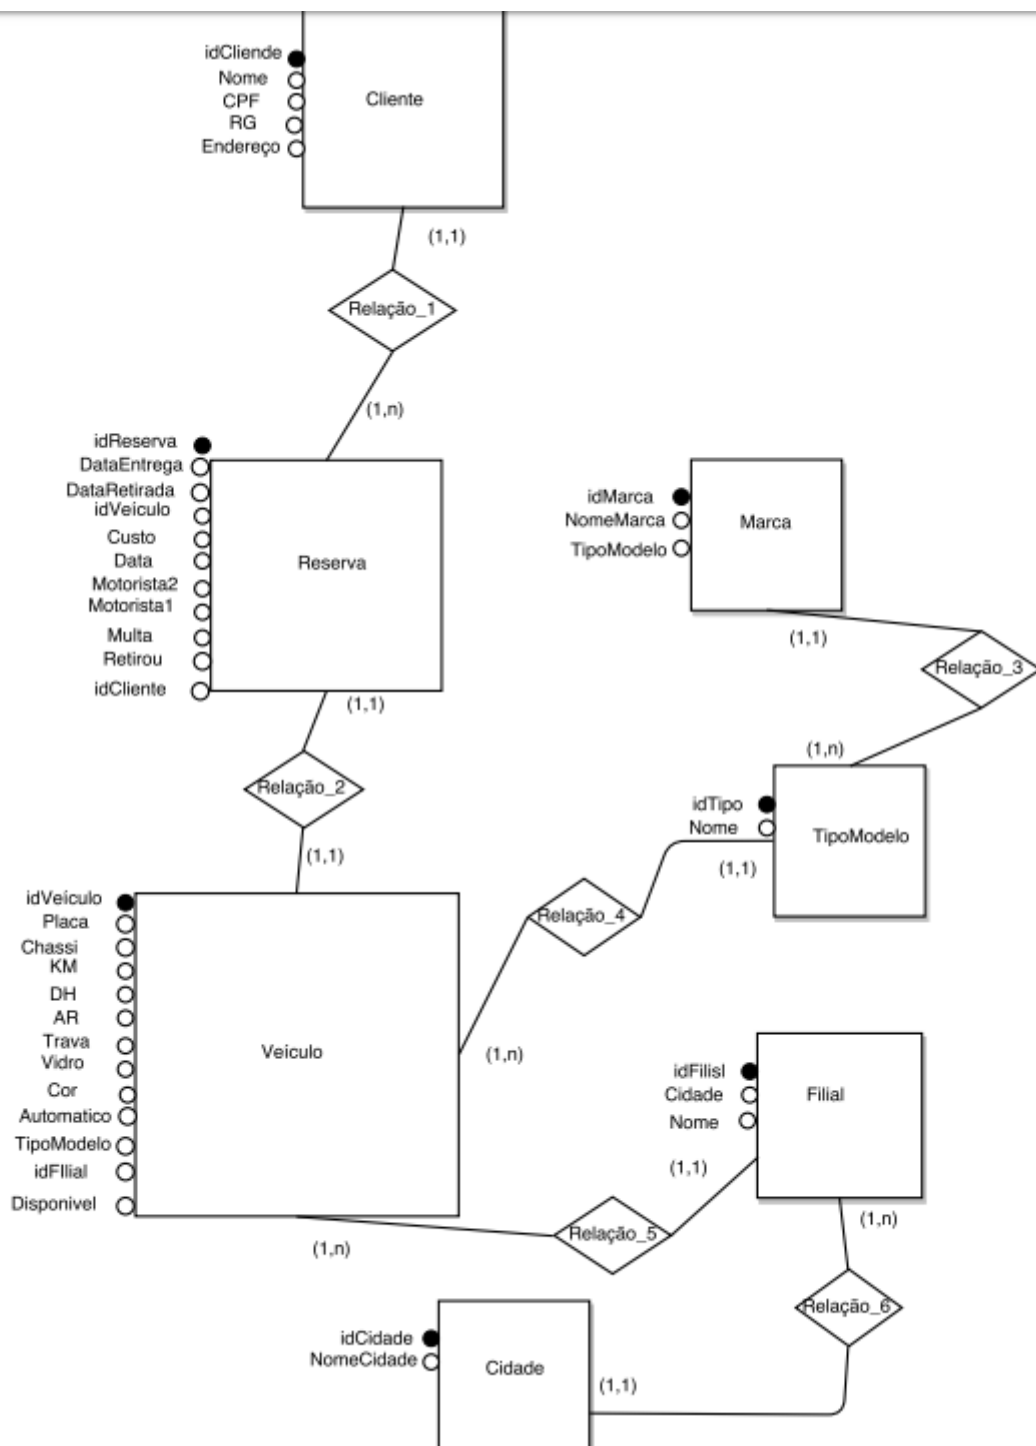 idCliende
Nome
CPF
RG
Endereço
Cliente
(1,1)
Relação_1
(1,n)
idReserva
DataEntrega
DataRetirada
idVeiculo
Custo
Data
Motorista2
Motorista1
Multa
Retirou
idCliente
Reserva
(1,1)
idMarca
NomeMarca
TipoModelo
Marca
(1,1)
Relação_3
(1,n)
Relação_2
(1,1)
idTipo
Nome
TipoModelo
(1,1)
Relação_4
(1,n)
idVeiculo
Placa
Chassi
KM
DH
AR
Trava
Vidro
Cor
Automatico
TipoModelo
idFIlial
Disponivel
Veiculo
idFilisl
Cidade
Nome
Filial
(1,1)
Relação_5
(1,n)
(1,n)
Relação_6
idCidade
NomeCidade
Cidade
(1,1)